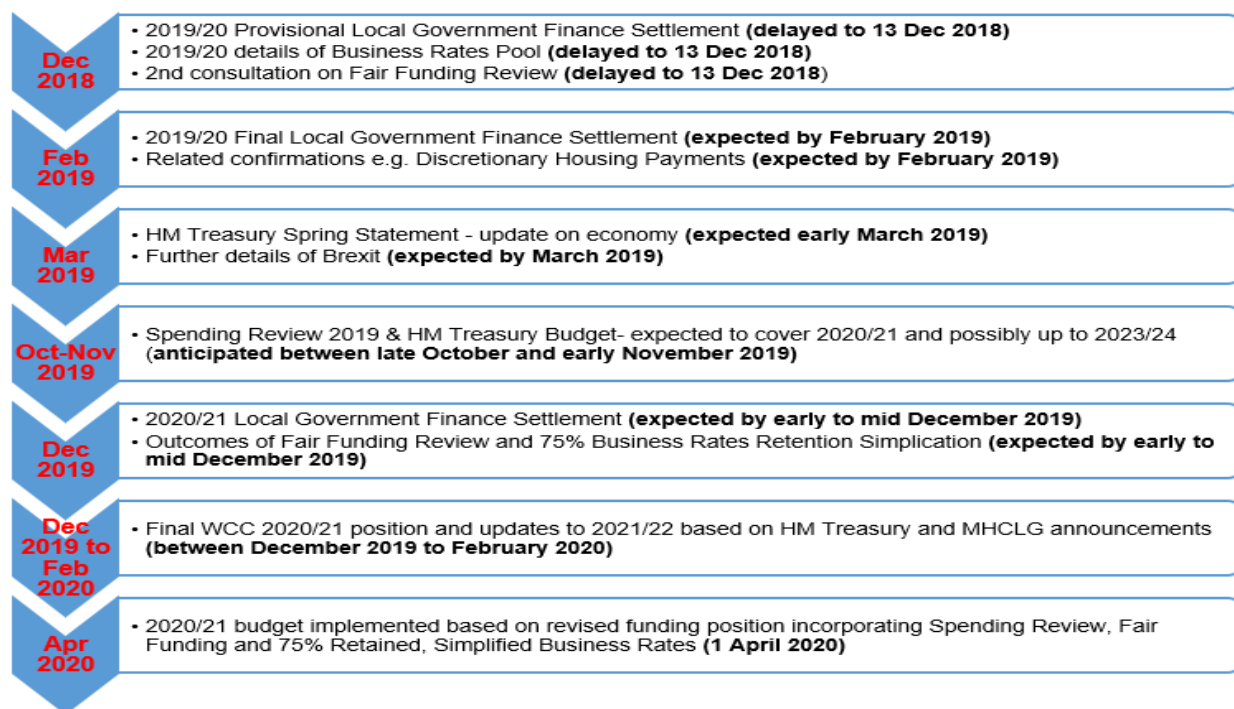 Dec
2018
• 2019/20 Provisional Local Government Finance Settlement (delayed to 13 Dec 2018)
• 2019/20 details of Business Rates Pool (delayed to 13 Dec 2018)
• 2nd consultation on Fair Funding Review (delayed to 13 Dec 2018)
Feb
2019
• 2019/20 Final Local Government Finance Settlement (expected by February 2019)
• Related confirmations e.g. Discretionary Housing Payments (expected by February 2019)
Mar
2019
• HM Treasury Spring Statement - update on economy (expected early March 2019)
• Further details of Brexit (expected by March 2019)
Oct-Nov
2019
• Spending Review 2019 & HM Treasury Budget- expected to cover 2020/21 and possibly up to 2023/24
(anticipated between late October and early November 2019)
Dec
2019
• 2020/21 Local Government Finance Settlement (expected by early to mid December 2019)
• Outcomes of Fair Funding Review and 75% Business Rates Retention Simplication (expected by early to
mid December 2019)
Dec
2019 to
Feb
2020
• Final WCC 2020/21 position and updates to 2021/22 based on HM Treasury and MHCLG announcements
(between December 2019 to February 2020)
Apr
2020
• 2020/21 budget implemented based on revised funding position incorporating Spending Review, Fair
Funding and 75% Retained, Simplified Business Rates (1 April 2020)